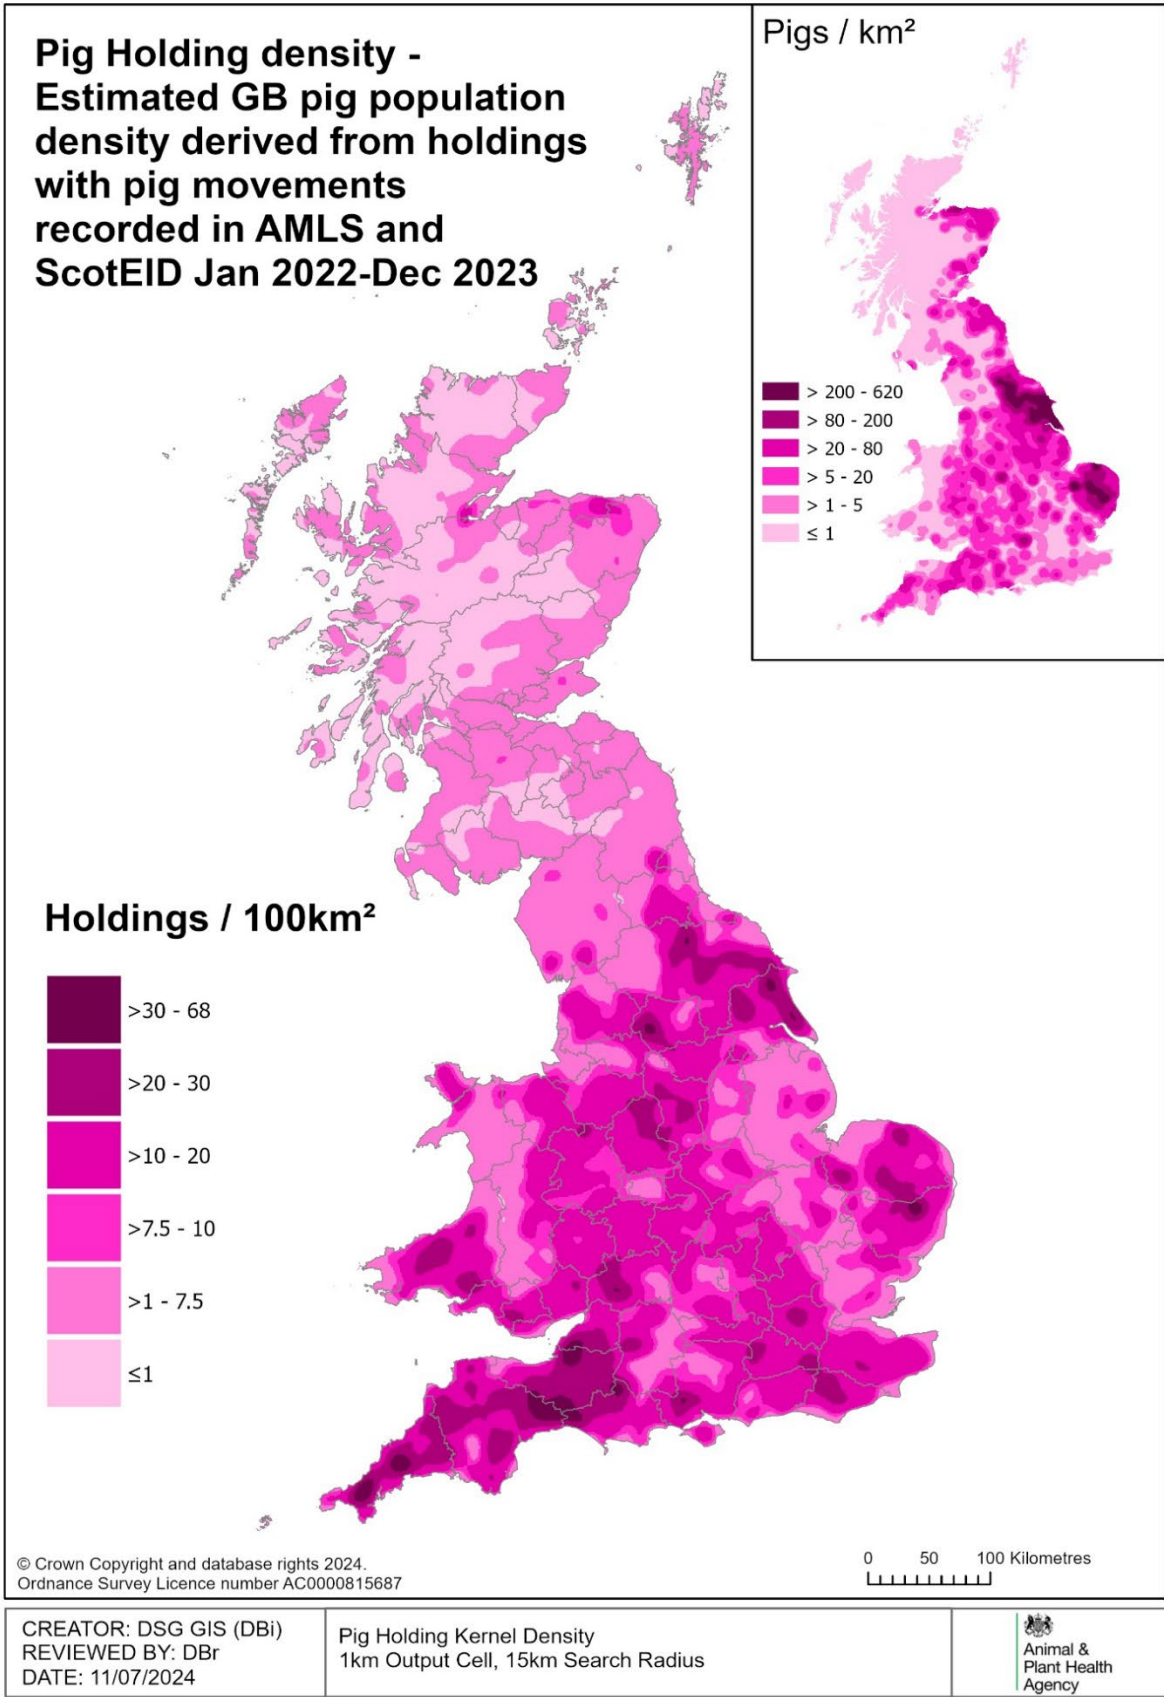 Pig Holding density -
Estimated GB pig population
density derived from holdings
with pig movements
recorded in AMLS and
ScotEID Jan 2022-Dec 2023
Pigs / km²
> 200 - 620
> 80 - 200
> 20 - 80
> 5 - 20
> 1 - 5
≤ 1
Holdings / 100km²
>30 - 68
>20 - 30
>10 - 20
>7.5 - 10
>1 - 7.5
≤1
© Crown Copyright and database rights 2024.
Ordnance Survey Licence number AC0000815687
0 50 100 Kilometres
CREATOR: DSG GIS (DBi)
REVIEWED BY: DBr
DATE: 11/07/2024
Pig Holding Kernel Density
1km Output Cell, 15km Search Radius
Animal &
Plant Health
Agency